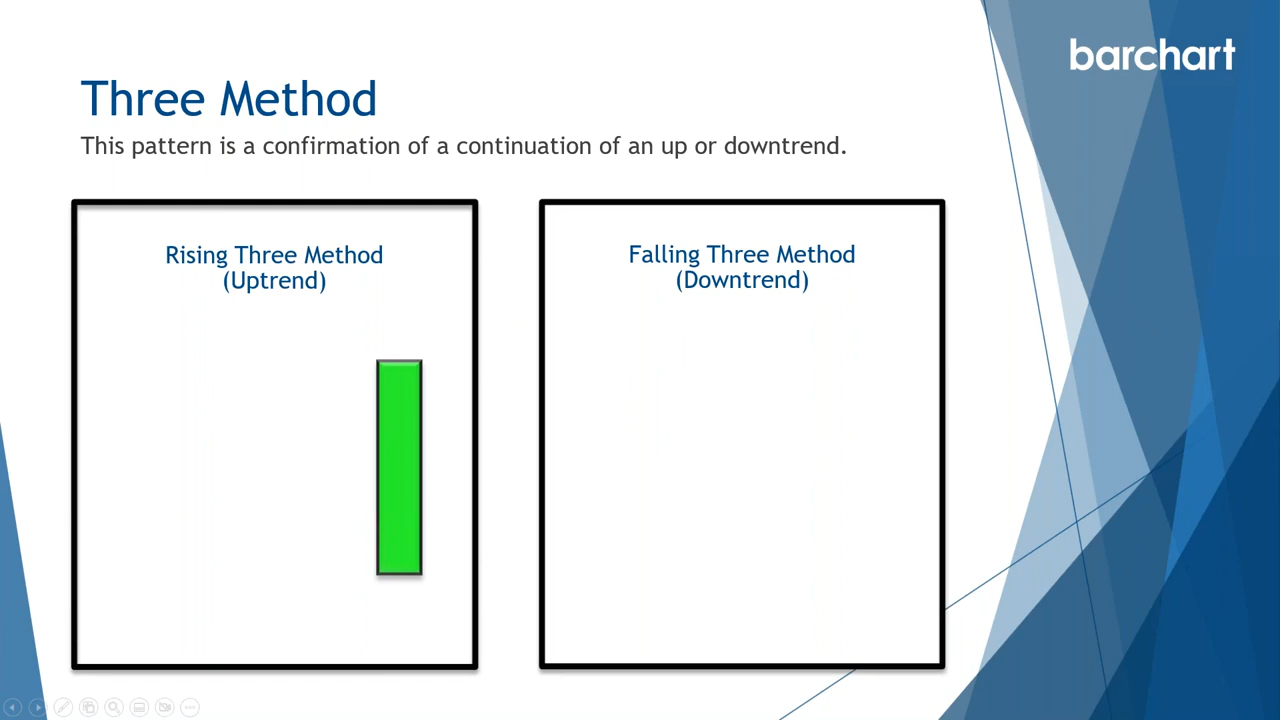 barchart
Three Method
This pattern is a confirmation of a continuation of an up or downtrend.
Rising Three Method
(Uptrend)
Falling Three Method
(Downtrend)